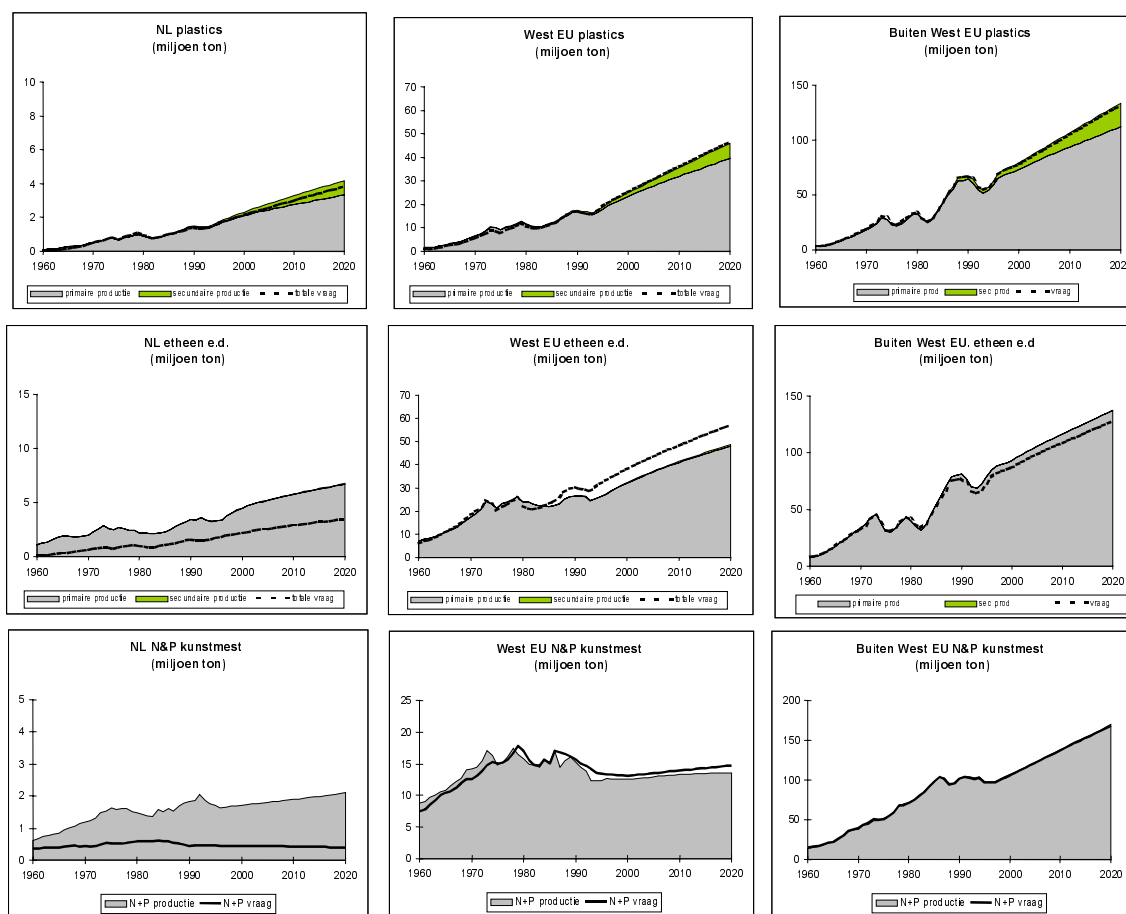 NL plastics
(miljoen ton)
10
8
6
4
2
0
1960 1970 1980 1990 2000 2010 2020
primaire productie secundaire productie totale vraag
West EU plastics
(miljoen ton)
70
60
50
40
30
20
10
0
1960 1970 1980 1990 2000 2010 2020
primaire productie secundaire productie totale vraag
Buiten West EU plastics
(miljoen ton)
150
100
50
0
1960 1970 1980 1990 2000 2010 2020
primaire prod sec prod vraag
NL etheen e.d.
(miljoen ton)
15
10
5
0
1960 1970 1980 1990 2000 2010 2020
primaire productie secundaire productie totale vraag
West EU etheen e.d.
(miljoen ton)
70
60
50
40
30
20
10
0
1960 1970 1980 1990 2000 2010 2020
primaire productie secundaire productie totale vraag
Buiten West EU. etheen e.d
(miljoen ton)
150
100
50
0
1960 1970 1980 1990 2000 2010 2020
primaire prod sec prod vraag
NL N&P kunstmest
(miljoen ton)
5
4
3
2
1
0
1960 1970 1980 1990 2000 2010 2020
N+P productie N+P vraag
West EU N&P kunstmest
(miljoen ton)
25
20
15
10
5
0
1960 1970 1980 1990 2000 2010 2020
N+P productie N+P vraag
Buiten West EU N&P kunstmest
(miljoen ton)
200
150
100
50
0
1960 1970 1980 1990 2000 2010 2020
N+P productie N+P vraag